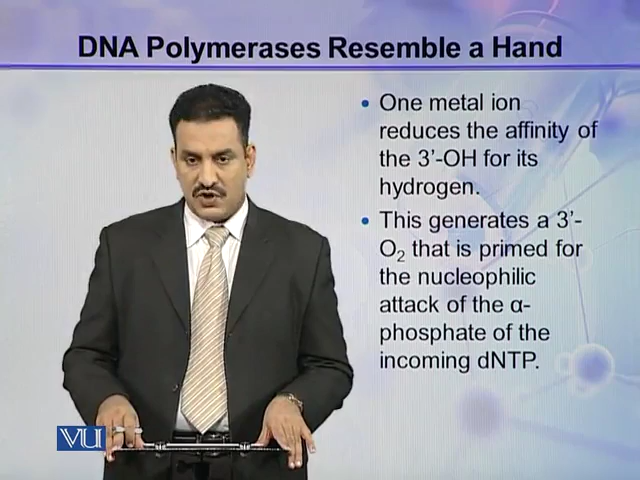 DNA Polymerases Resemble a Hand
• One metal ion
reduces the affinity of
the 3’-OH for its
hydrogen.
• This generates a 3’-
O₂ that is primed for
the nucleophilic
attack of the α-
phosphate of the
incoming dNTP.
VU